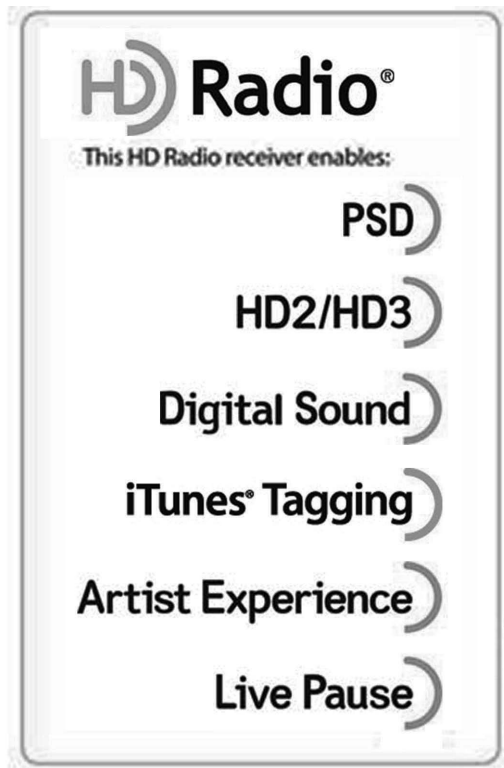 HD Radio®
This HD Radio receiver enables:
PSD
HD2/HD3
Digital Sound
iTunes® Tagging
Artist Experience
Live Pause